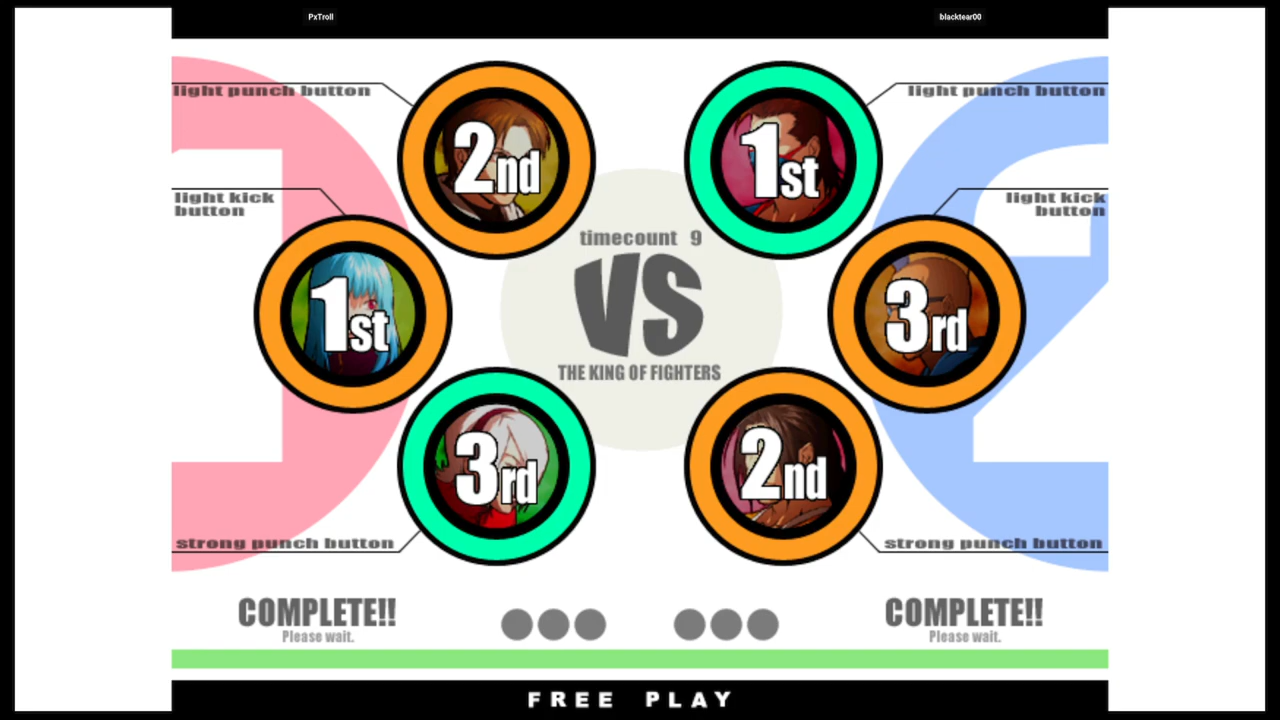 PxTroll
blacktear00
light punch button
light punch button
2nd
1st
light kick
button
light kick
button
timecount 9
VS
THE KING OF FIGHTERS
1st
3rd
3rd
2nd
strong punch button
strong punch button
COMPLETE!!
Please wait.
COMPLETE!!
Please wait.
FREE PLAY